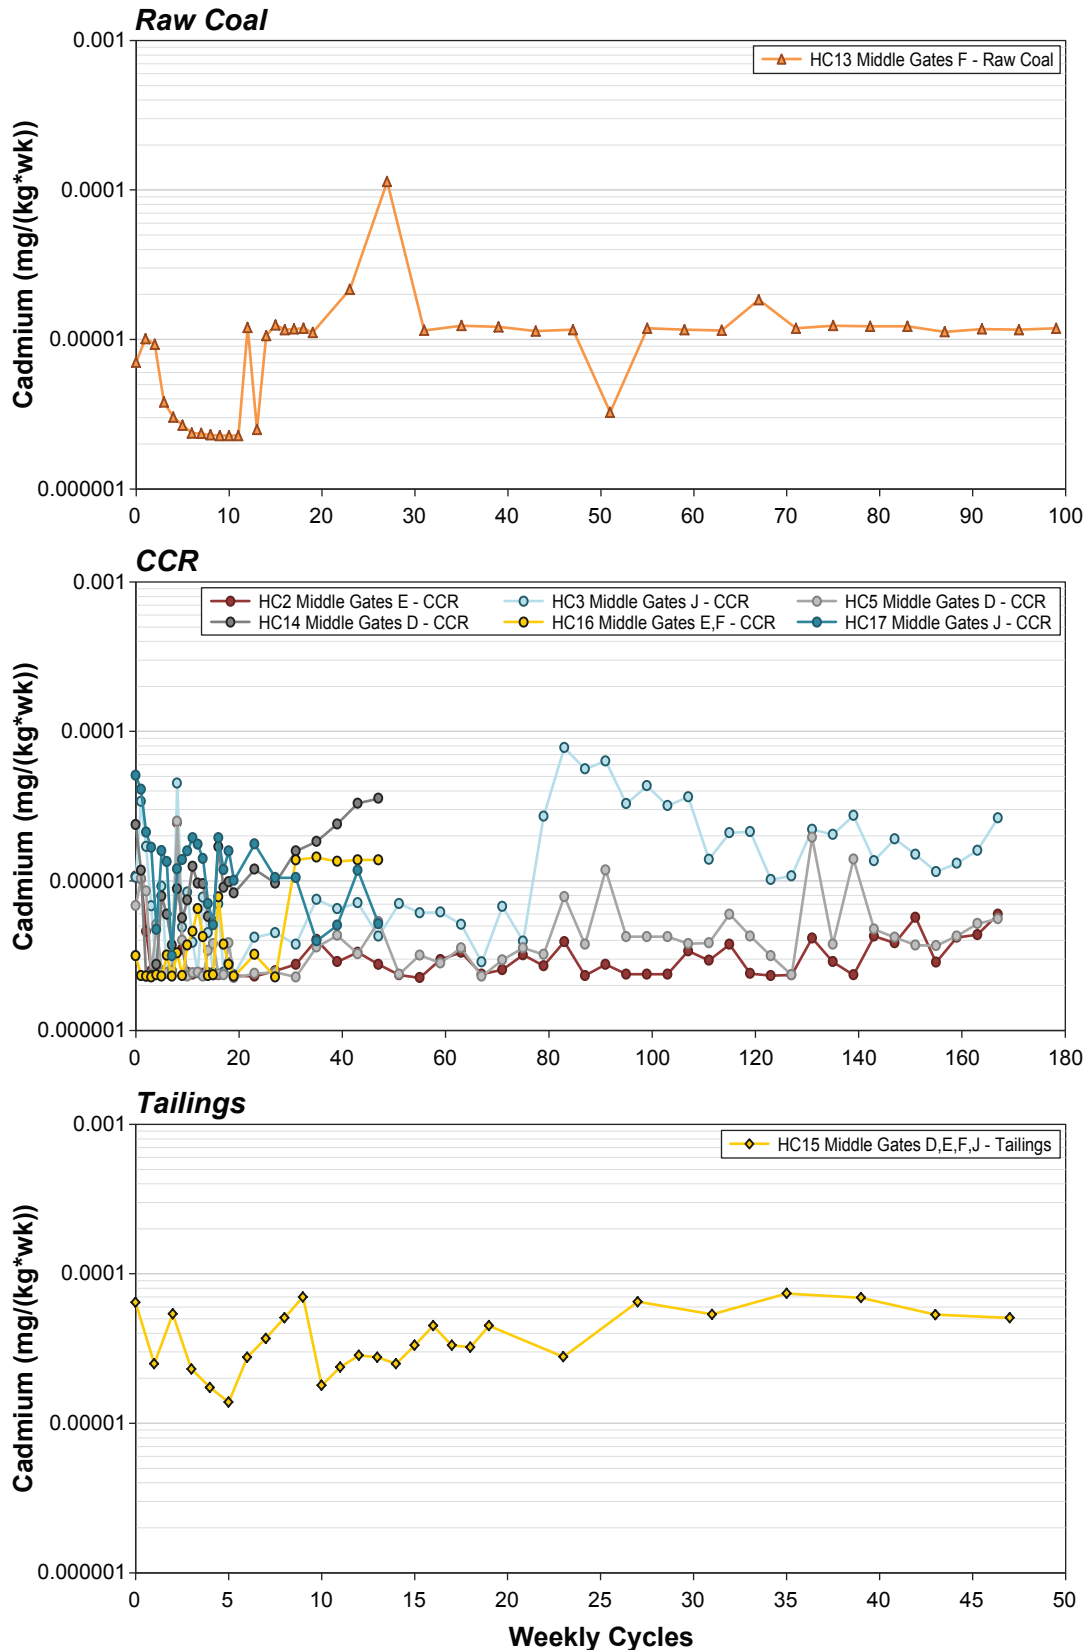 Raw Coal
0.001
HC13 Middle Gates F - Raw Coal
0.0001
0.00001
0.000001
Cadmium (mg/(kg*wk))
0 10 20 30 40 50 60 70 80 90 100
CCR
0.001
HC2 Middle Gates E - CCR HC3 Middle Gates J - CCR HC5 Middle Gates D - CCR
HC14 Middle Gates D - CCR HC16 Middle Gates E,F - CCR HC17 Middle Gates J - CCR
0.0001
0.00001
0.000001
Cadmium (mg/(kg*wk))
0 20 40 60 80 100 120 140 160 180
Tailings
0.001
HC15 Middle Gates D,E,F,J - Tailings
0.0001
0.00001
0.000001
Cadmium (mg/(kg*wk))
0 5 10 15 20 25 30 35 40 45 50
Weekly Cycles